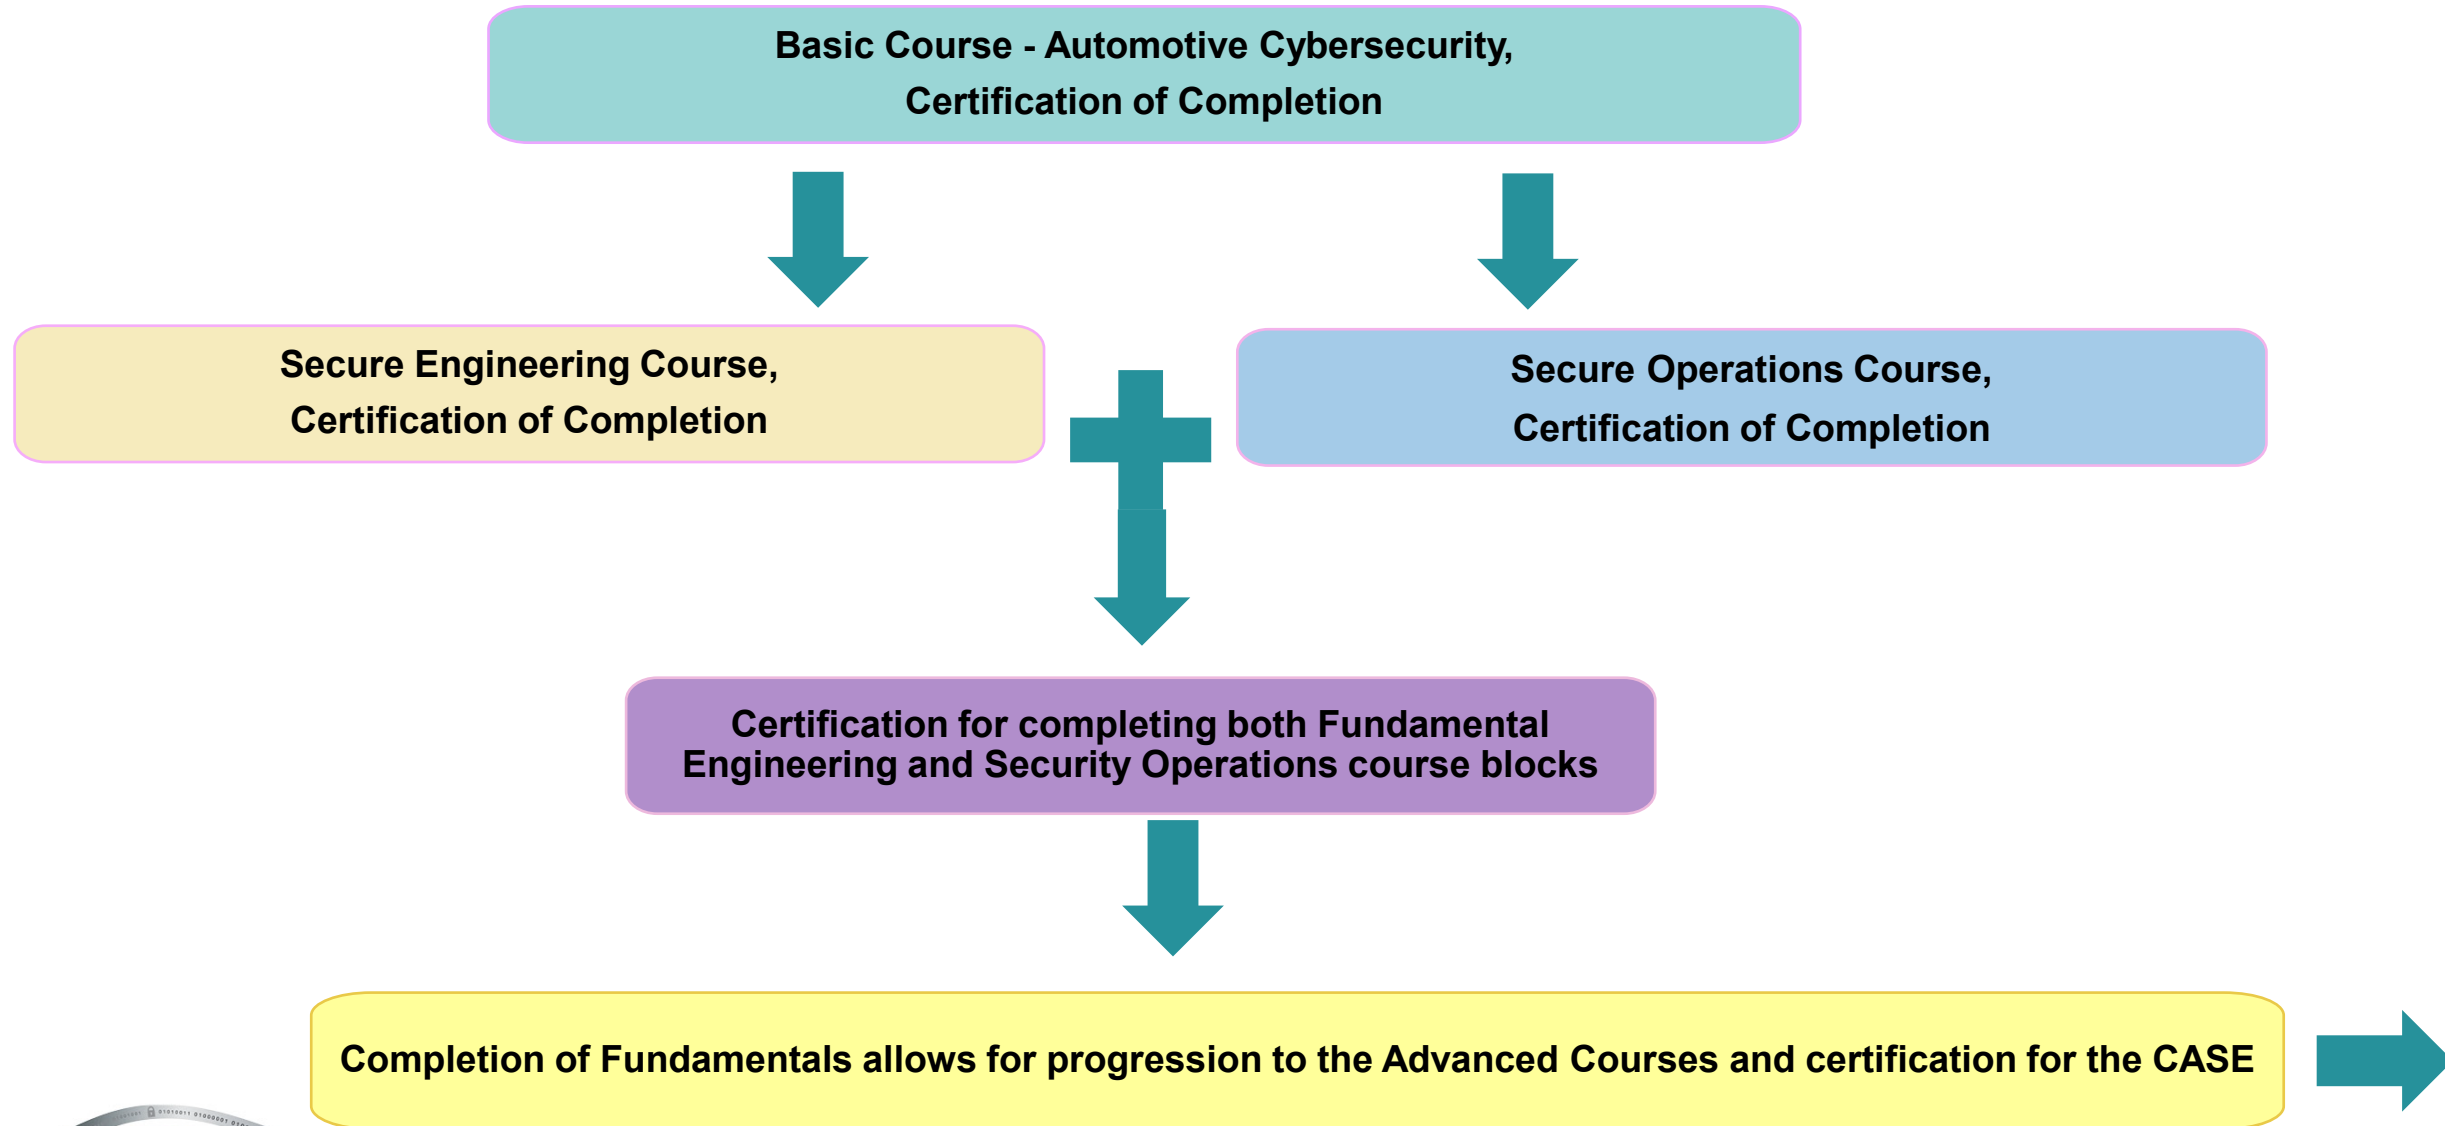 Basic Course - Automotive Cybersecurity,
Certification of Completion
Secure Engineering Course,
Certification of Completion
Secure Operations Course,
Certification of Completion
Certification for completing both Fundamental
Engineering and Security Operations course blocks
Completion of Fundamentals allows for progression to the Advanced Courses and certification for the CASE
01010011 01000001